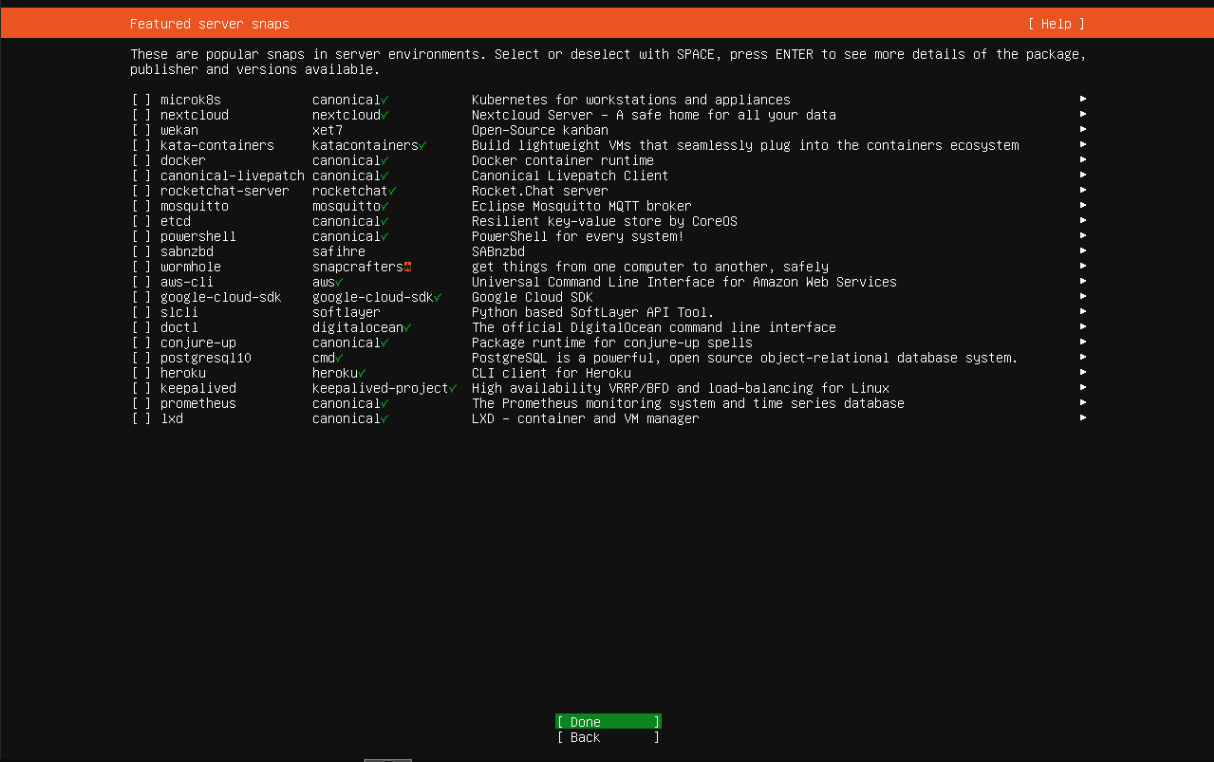 Featured server snaps [ Help ]
These are popular snaps in server environments. Select or deselect with SPACE, press ENTER to see more details of the package,
publisher and versions available.
[ ] microk8s canonical✓ Kubernetes for workstations and appliances ▸
[ ] nextcloud nextcloud✓ Nextcloud Server - A safe home for all your data ▸
[ ] wekan xet7 Open-Source kanban ▸
[ ] kata-containers katacontainers✓ Build lightweight VMs that seamlessly plug into the containers ecosystem ▸
[ ] docker canonical✓ Docker container runtime ▸
[ ] canonical-livepatch canonical✓ Canonical Livepatch Client ▸
[ ] rocketchat-server rocketchat✓ Rocket.Chat server ▸
[ ] mosquitto mosquitto✓ Eclipse Mosquitto MQTT broker ▸
[ ] etcd canonical✓ Resilient key-value store by CoreOS ▸
[ ] powershell canonical✓ PowerShell for every system! ▸
[ ] sabnzbd safihre SABnzbd ▸
[ ] wormhole snapcrafters get things from one computer to another, safely ▸
[ ] aws-cli aws✓ Universal Command Line Interface for Amazon Web Services ▸
[ ] google-cloud-sdk google-cloud-sdk✓ Google Cloud SDK ▸
[ ] slcli softlayer Python based SoftLayer API Tool. ▸
[ ] doctl digitalocean✓ The official DigitalOcean command line interface ▸
[ ] conjure-up canonical✓ Package runtime for conjure-up spells ▸
[ ] postgresql10 cmd✓ PostgreSQL is a powerful, open source object-relational database system. ▸
[ ] heroku heroku✓ CLI client for Heroku ▸
[ ] keepalived keepalived-project✓ High availability VRRP/BFD and load-balancing for Linux ▸
[ ] prometheus canonical✓ The Prometheus monitoring system and time series database ▸
[ ] lxd canonical✓ LXD - container and VM manager ▸
[ Done ]
[ Back ]